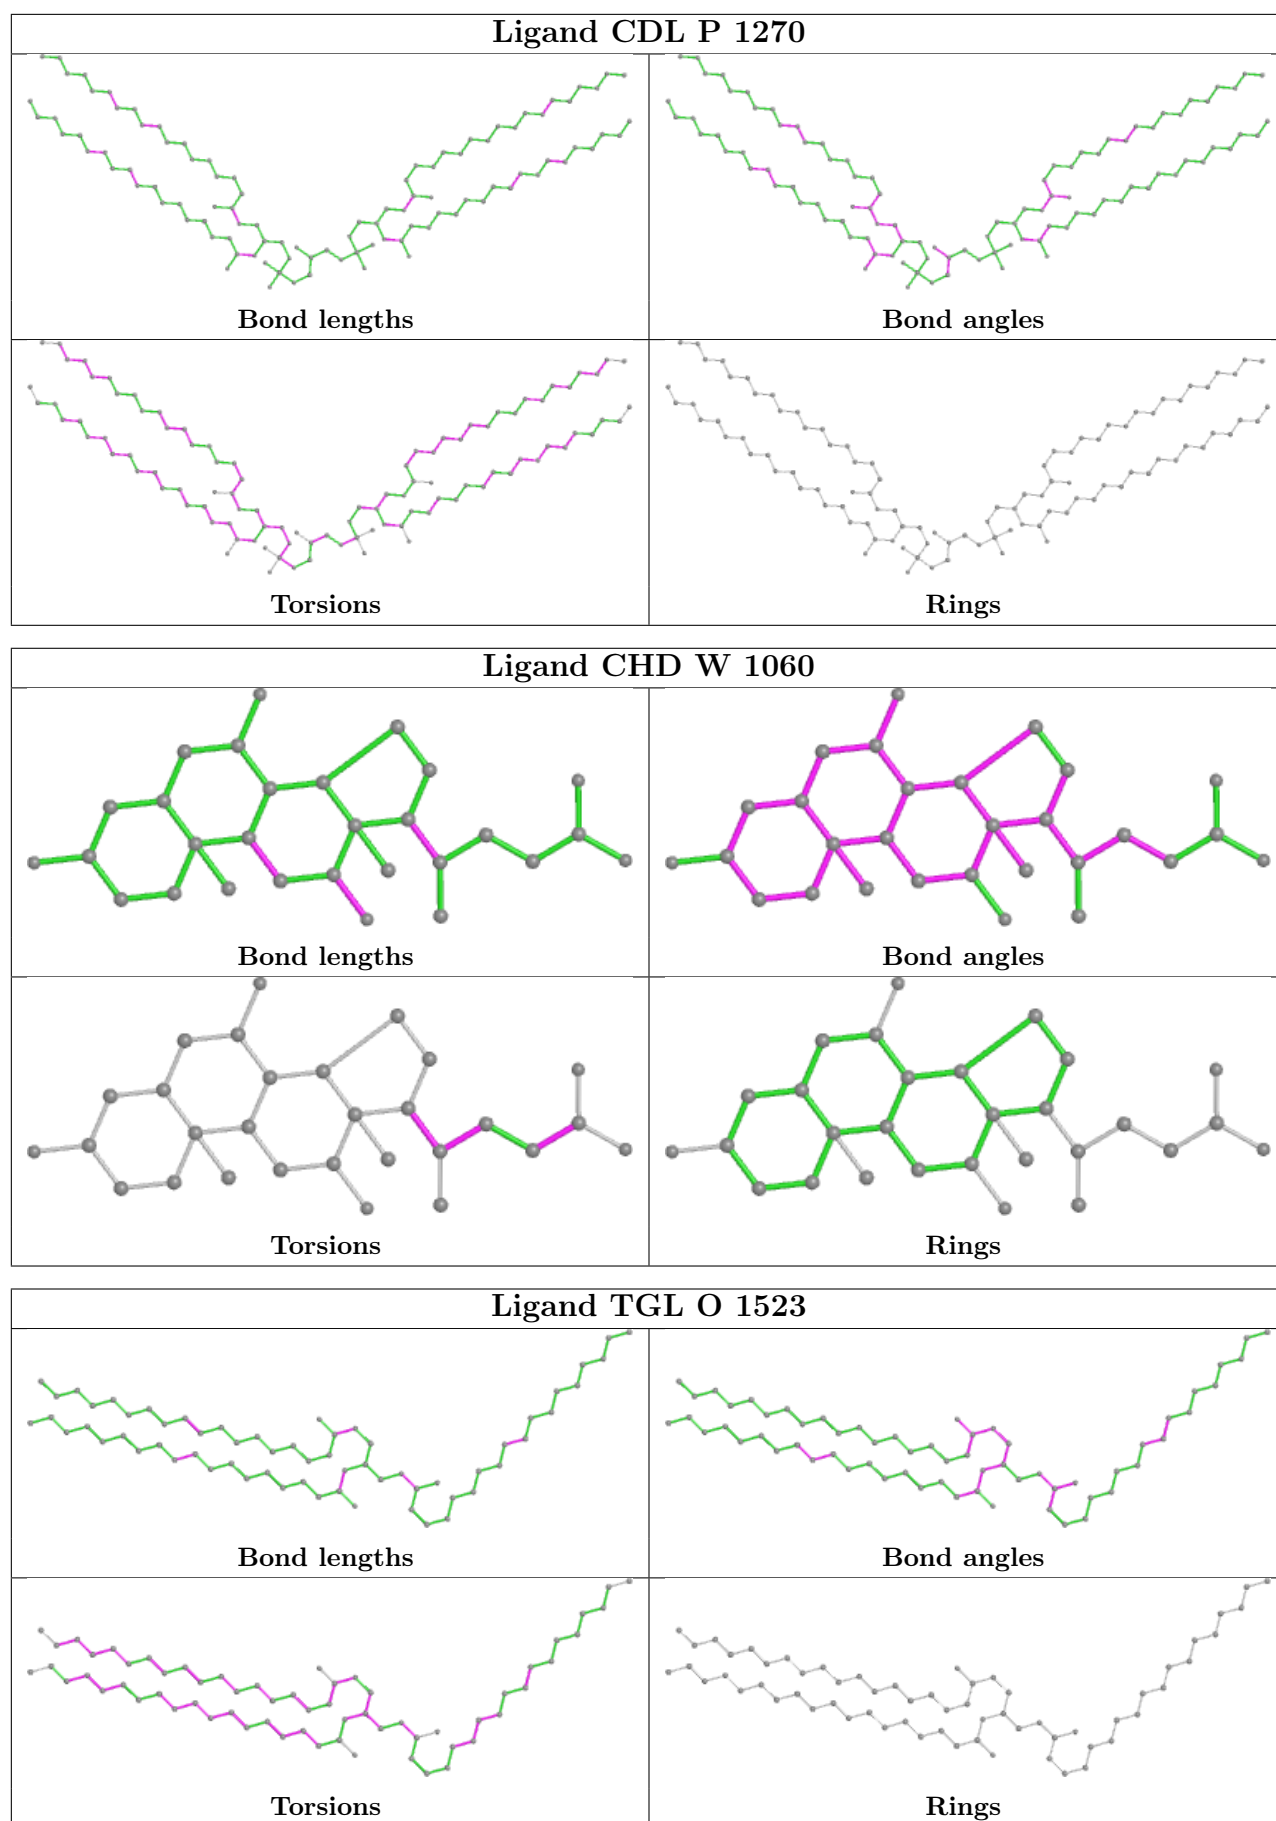 Ligand CDL P 1270
Bond lengths
Bond angles
Torsions
Rings
Ligand CHD W 1060
Bond lengths
Bond angles
Torsions
Rings
Ligand TGL O 1523
Bond lengths
Bond angles
Torsions
Rings